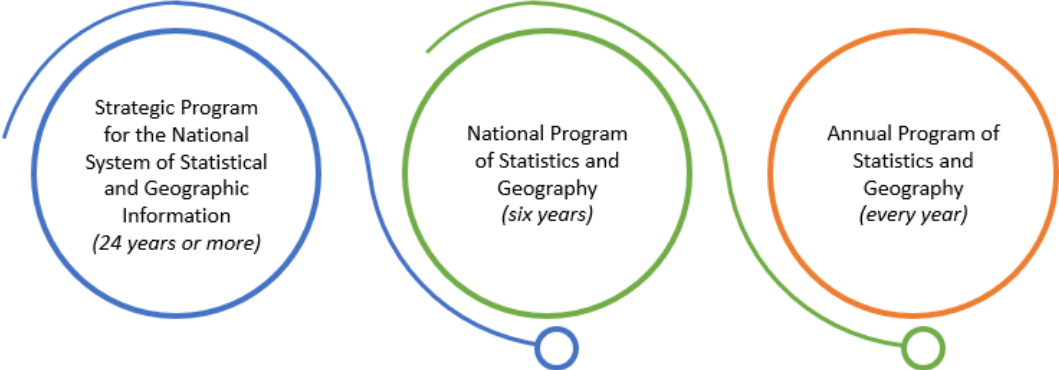 Strategic Program
for the National
System of Statistical
and Geographic
Information
(24 years or more)
National Program
of Statistics and
Geography
(six years)
Annual Program of
Statistics and
Geography
(every year)